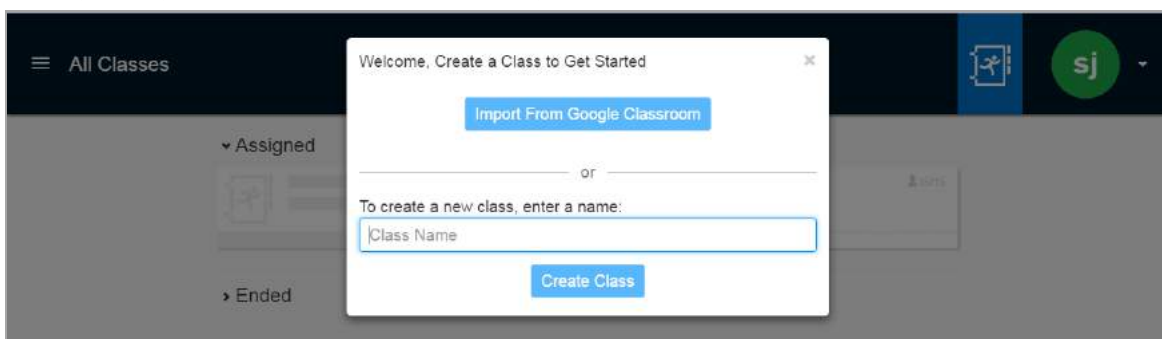 All Classes
Welcome, Create a Class to Get Started
×
sj
Import From Google Classroom
Assigned
or
To create a new class, enter a name:
Class Name
Create Class
Ended